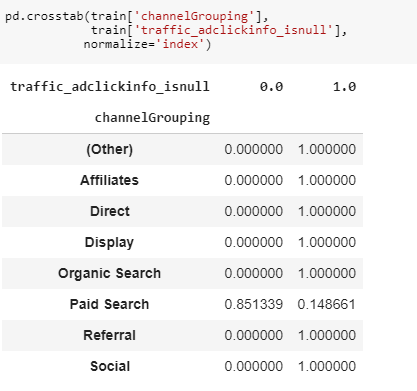 pd.crosstab(train['channelGrouping'],
train['traffic_adclickinfo_isnull'],
normalize='index')
traffic_adclickinfo_isnull 0.0 1.0
channelGrouping
(Other) 0.000000 1.000000
Affiliates 0.000000 1.000000
Direct 0.000000 1.000000
Display 0.000000 1.000000
Organic Search 0.000000 1.000000
Paid Search 0.851339 0.148661
Referral 0.000000 1.000000
Social 0.000000 1.000000